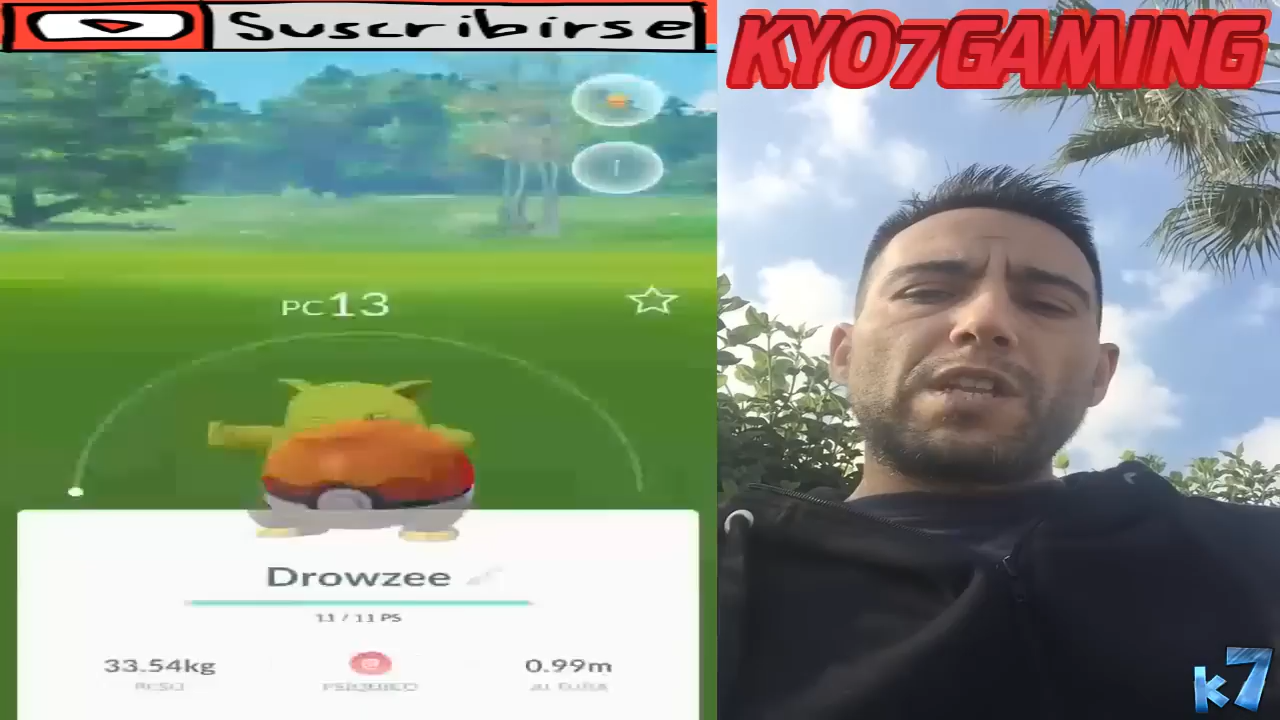 Suscribirse
KYO7GAMING
PC13
Drowzee
11 / 11 PS
33.54kg
0.99m
k7